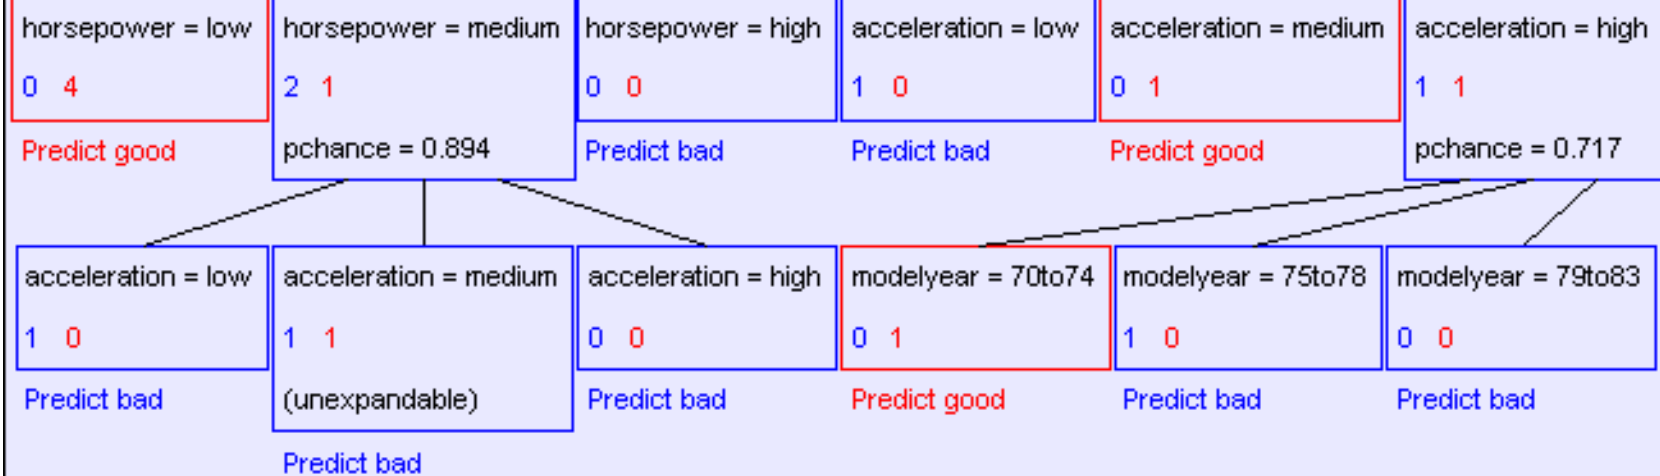 horsepower = low
0 4
Predict good
horsepower = medium
2 1
pchance = 0.894
horsepower = high
0 0
Predict bad
acceleration = low
1 0
Predict bad
acceleration = medium
0 1
Predict good
acceleration = high
1 1
pchance = 0.717
acceleration = low
1 0
Predict bad
acceleration = medium
1 1
(unexpandable)
Predict bad
acceleration = high
0 0
Predict bad
modelyear = 70to74
0 1
Predict good
modelyear = 75to78
1 0
Predict bad
modelyear = 79to83
0 0
Predict bad